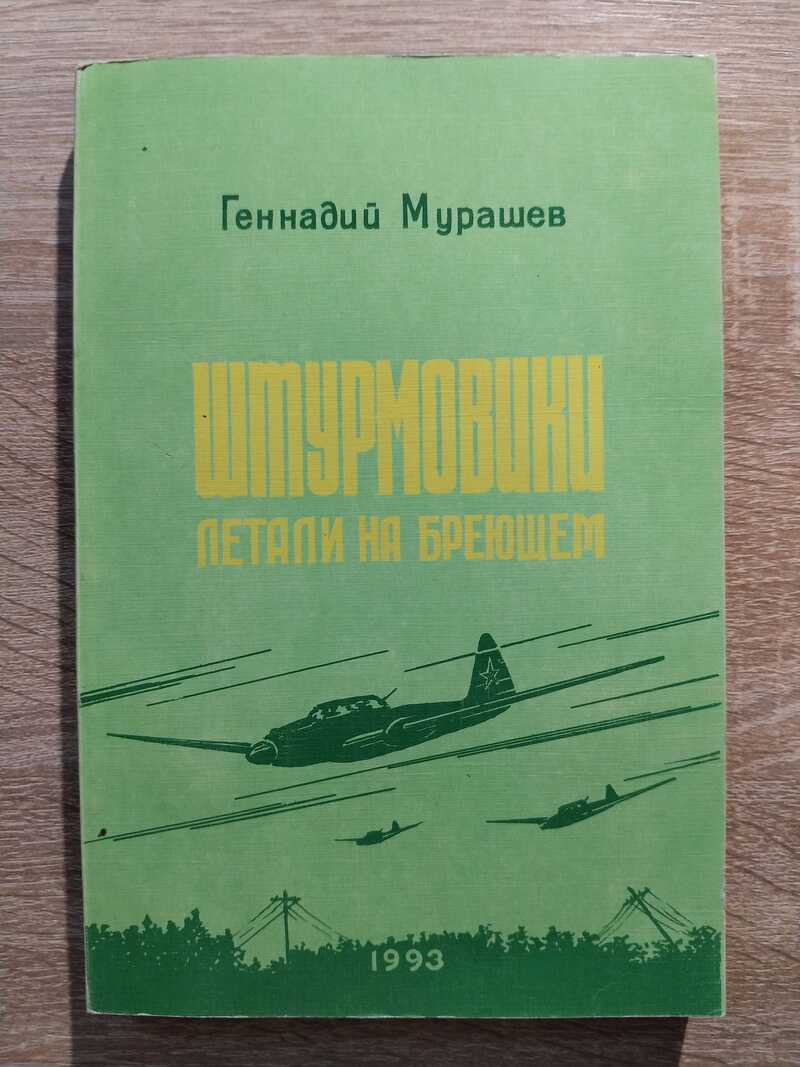 Геннадий Мурашев
ШТУРМОВИКИ
ЛЕТАЛИ НА БРЕЮЩЕМ
1993